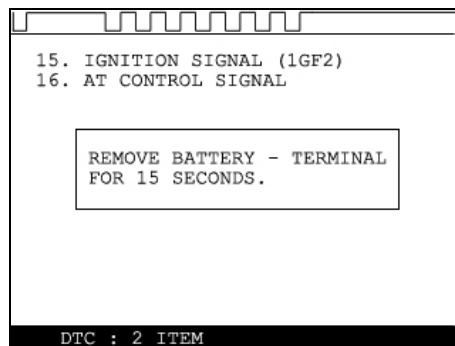 15. IGNITION SIGNAL (1GF2)
16. AT CONTROL SIGNAL
REMOVE BATTERY - TERMINAL
FOR 15 SECONDS.
DTC : 2 ITEM